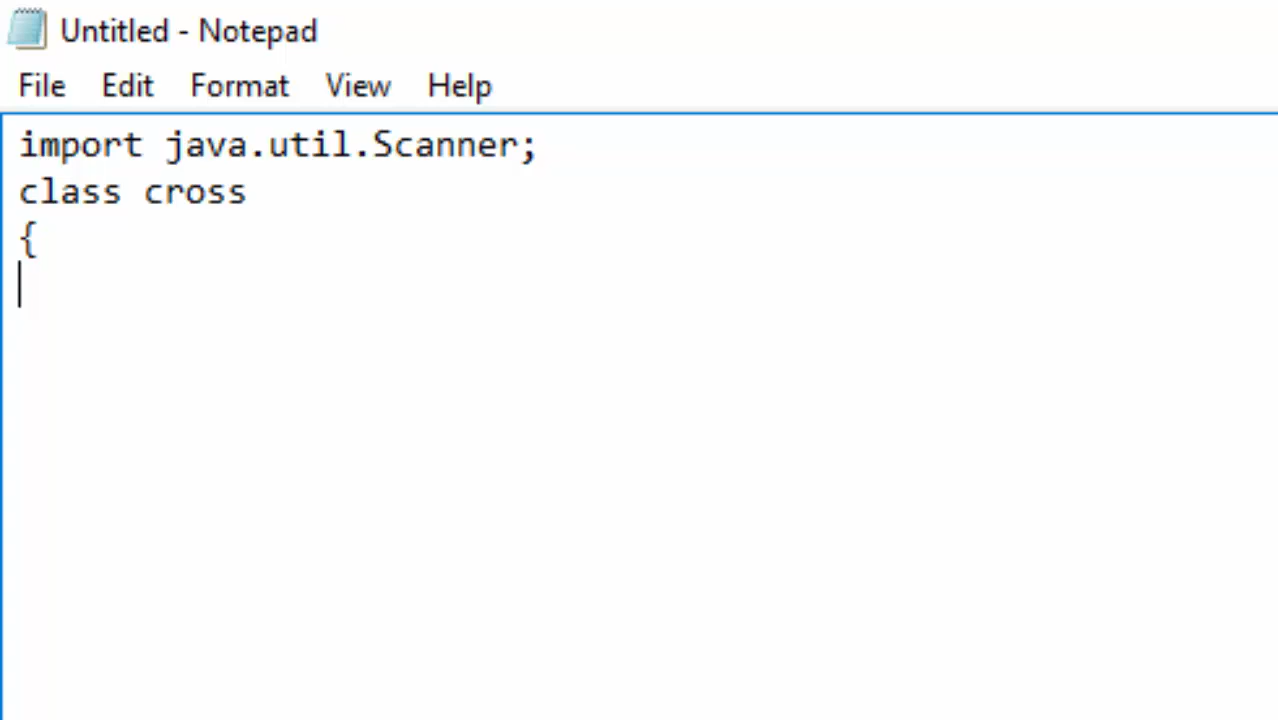 Untitled - Notepad
File Edit Format View Help
import java.util.Scanner;
class cross
{